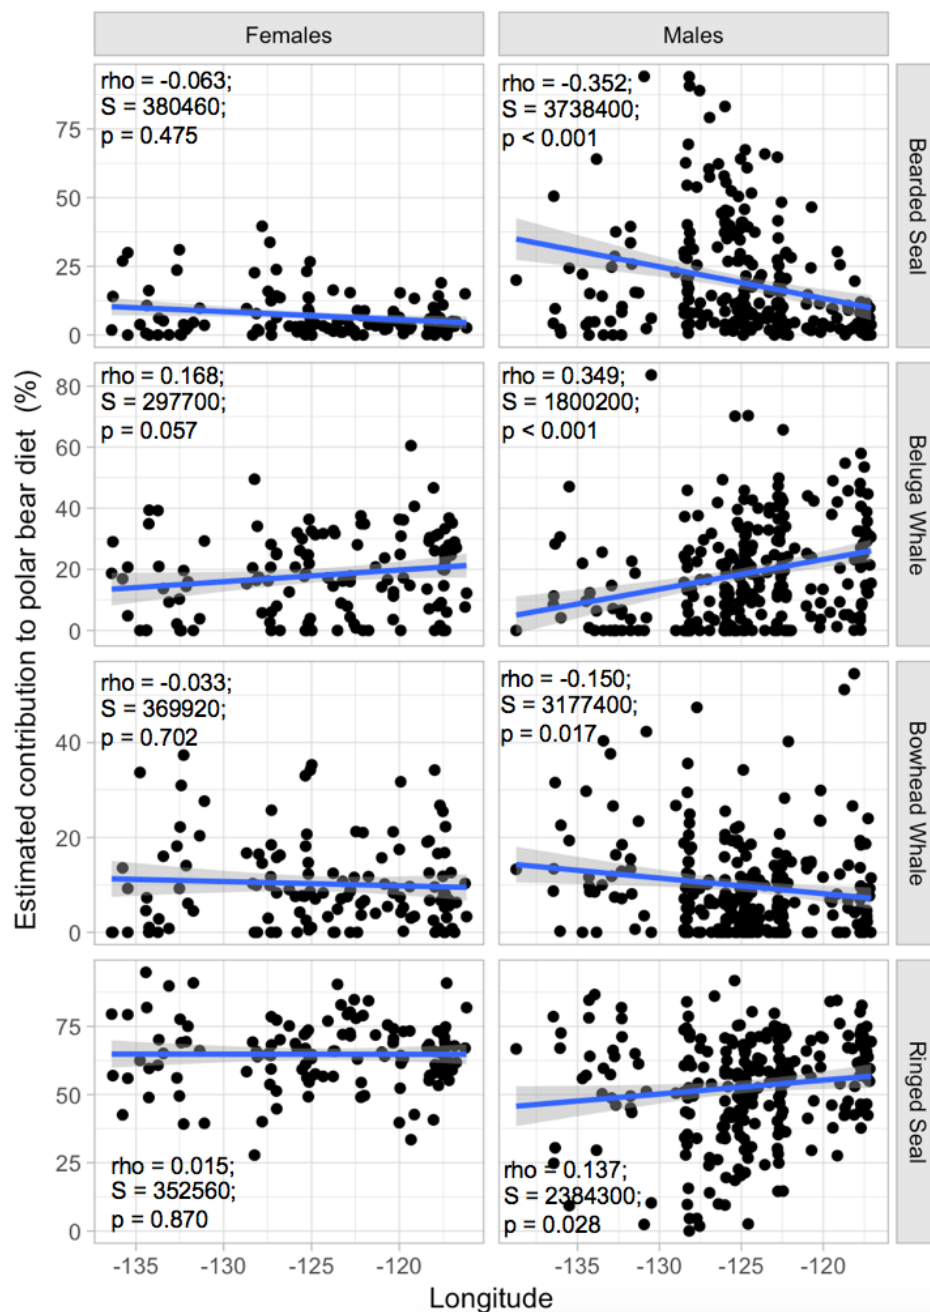 Females
Males
rho = -0.063;
S = 380460;
p = 0.475
rho = -0.352;
S = 3738400;
p < 0.001
75
50
25
0
Bearded Seal
rho = 0.168;
S = 297700;
p = 0.057
rho = 0.349;
S = 1800200;
p < 0.001
80
60
40
20
0
Beluga Whale
Estimated contribution to polar bear diet (%)
rho = -0.033;
S = 369920;
p = 0.702
rho = -0.150;
S = 3177400;
p = 0.017
40
20
0
Bowhead Whale
75
50
25
0
rho = 0.015;
S = 352560;
p = 0.870
rho = 0.137;
S = 2384300;
p = 0.028
Ringed Seal
-135
-130
-125
-120
-135
-130
-125
-120
Longitude